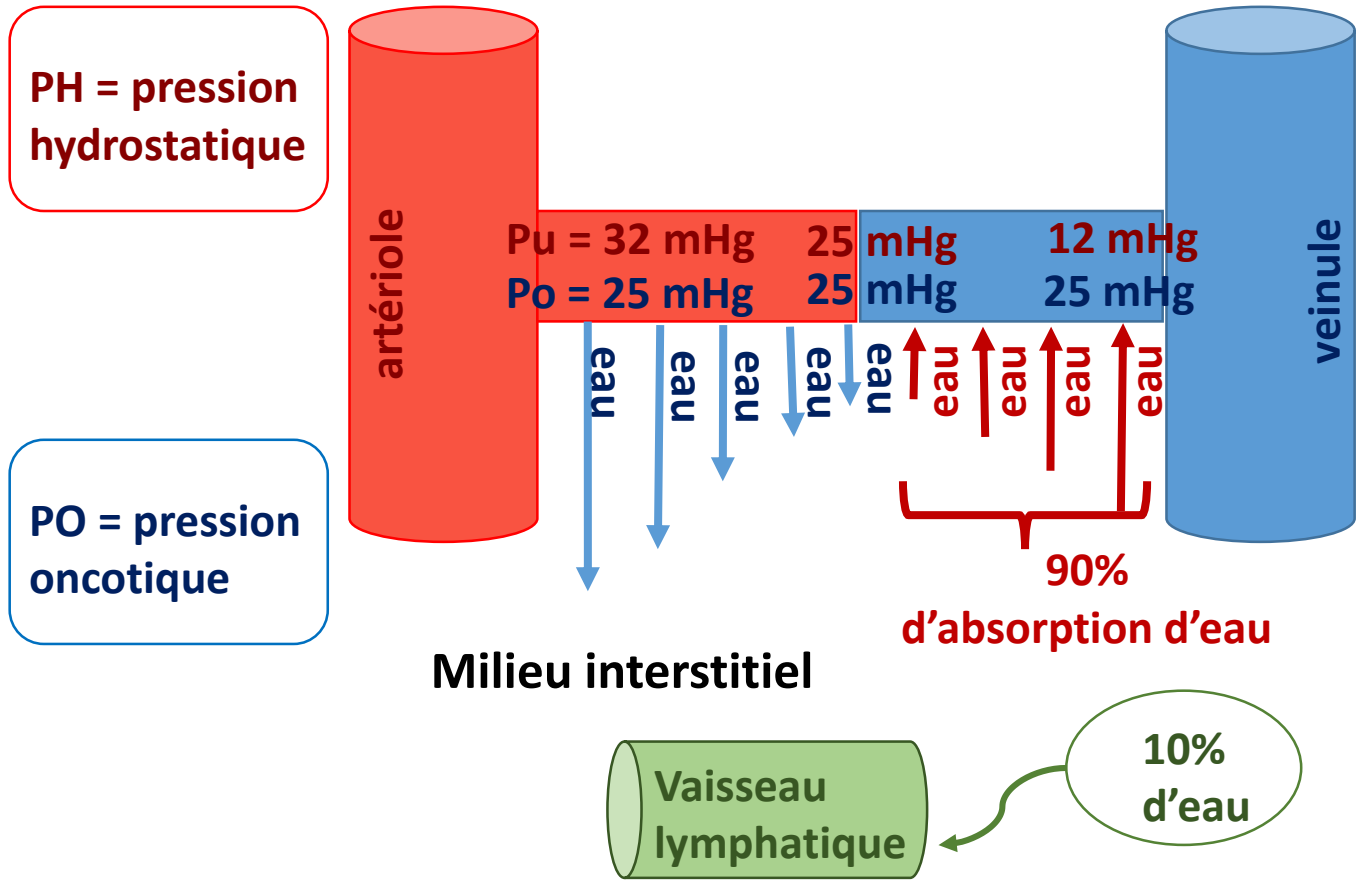 PH = pression
hydrostatique
artériole
Pu = 32 mHg
25 mHg
12 mHg
Po = 25 mHg
25 mHg
25 mHg
veinule
eau
eau
eau
eau
eau
eau
eau
eau
eau
PO = pression
oncotique
90%
d’absorption d’eau
Milieu interstitiel
Vaisseau
lymphatique
10%
d’eau